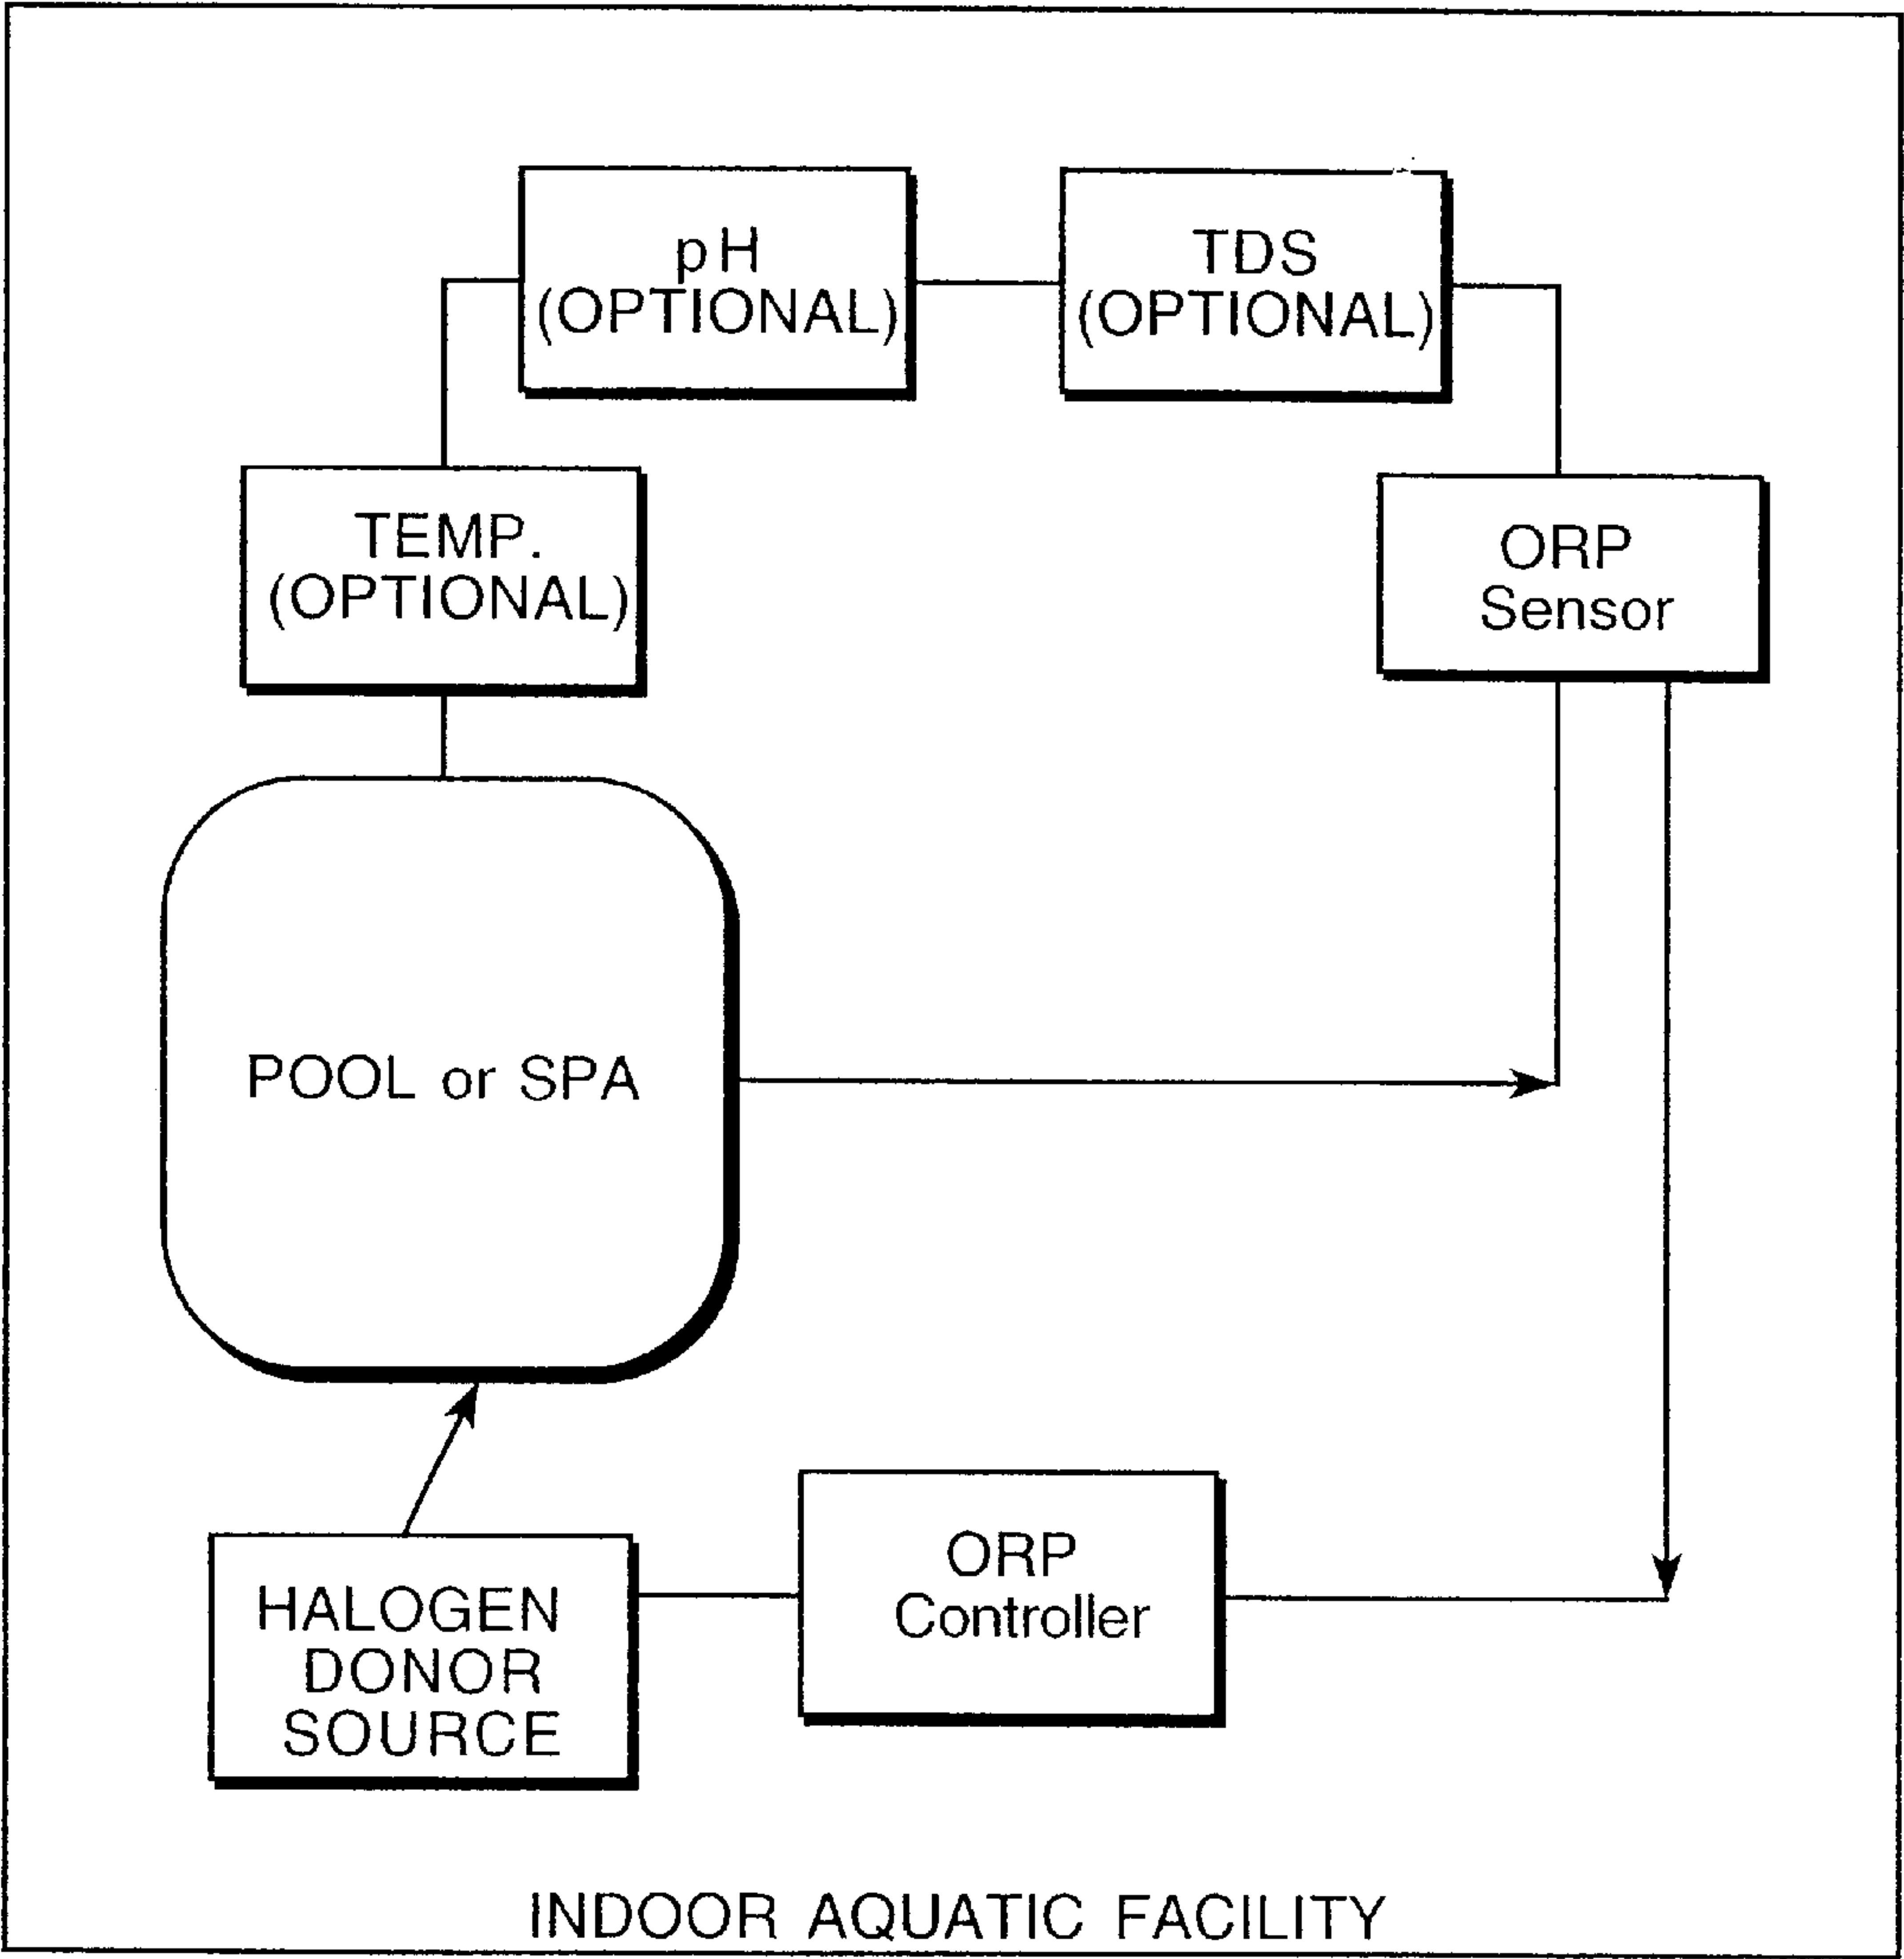 pH
(OPTIONAL)
TDS
(OPTIONAL)
TEMP.
(OPTIONAL)
ORP
Sensor
POOL or SPA
ORP
Controller
HALOGEN
DONOR
SOURCE
INDOOR AQUATIC FACILITY